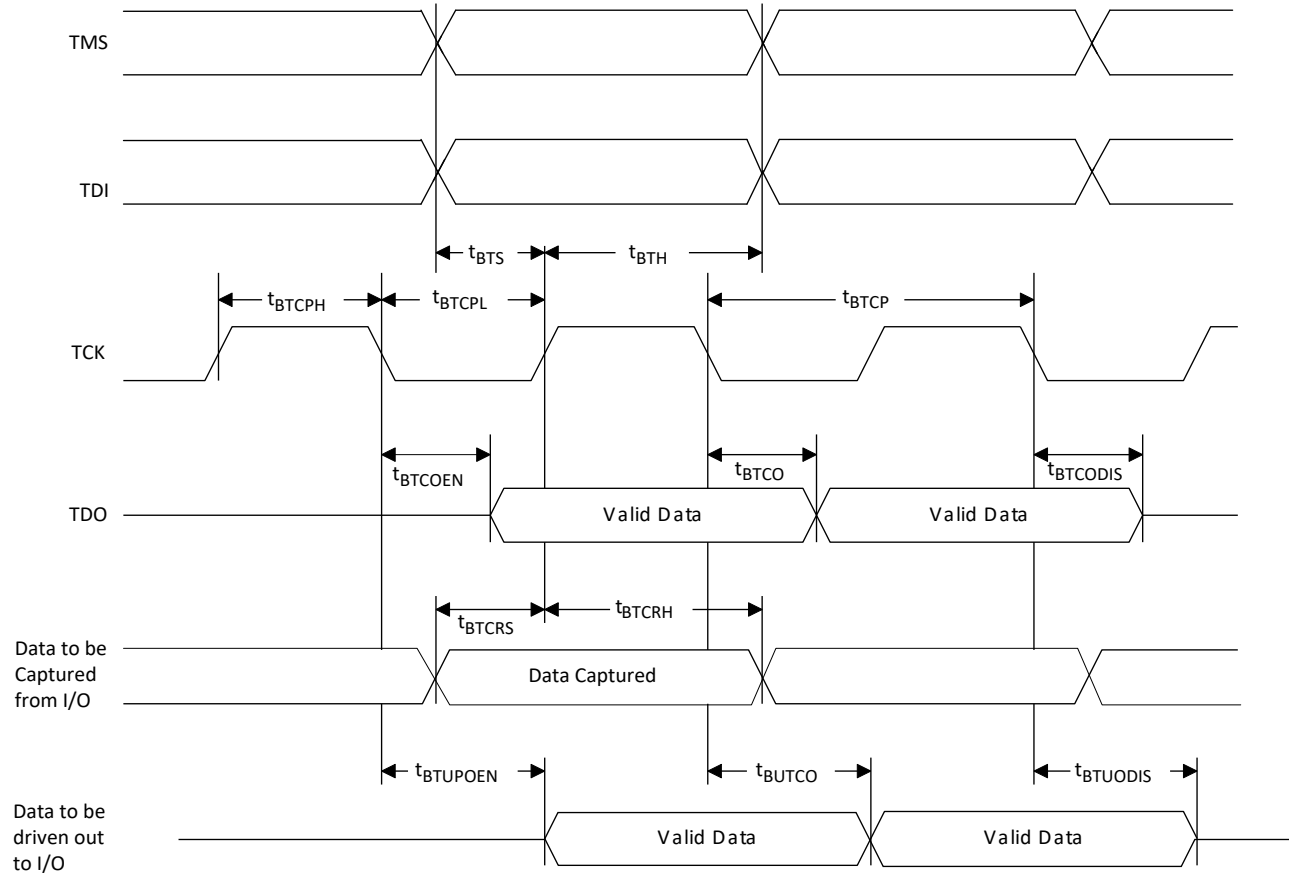 TMS
TDI
tBTS
tBTH
tBTCPH
tBTCPL
tBTCP
TCK
tBTCOEN
tBTCO
tBTCODIS
TDO
Valid Data
Valid Data
tBTCRS
tBTCRH
Data to be
Captured
from I/O
Data Captured
tBTUPOEN
tBUTCO
tBTUODIS
Data to be
driven out
to I/O
Valid Data
Valid Data